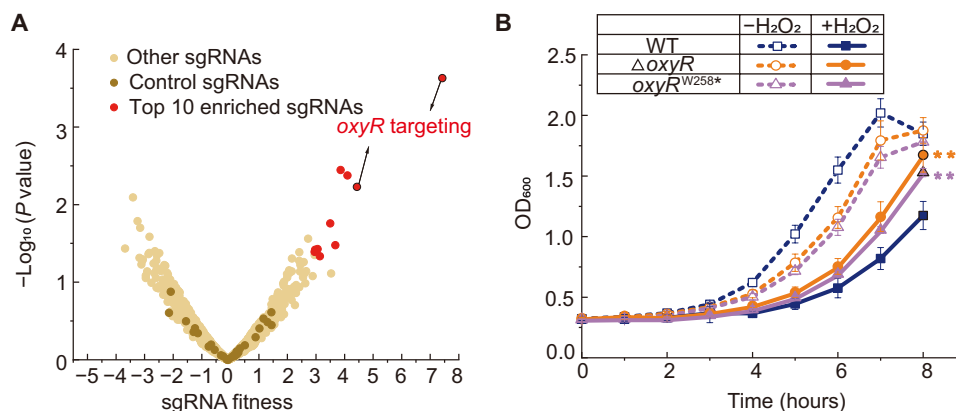 A
4
3
2
1
0
−Log₁₀ (P value)
Other sgRNAs
Control sgRNAs
Top 10 enriched sgRNAs
oxyR targeting
−5 −4 −3 −2 −1 0 1 2 3 4 5 6 7 8
sgRNA fitness
B
−H₂O₂ +H₂O₂
WT
△oxyR
oxyRW258*
2.5
2.0
1.5
1.0
0.5
0.0
OD₆₀₀
**
**
0 2 4 6 8
Time (hours)